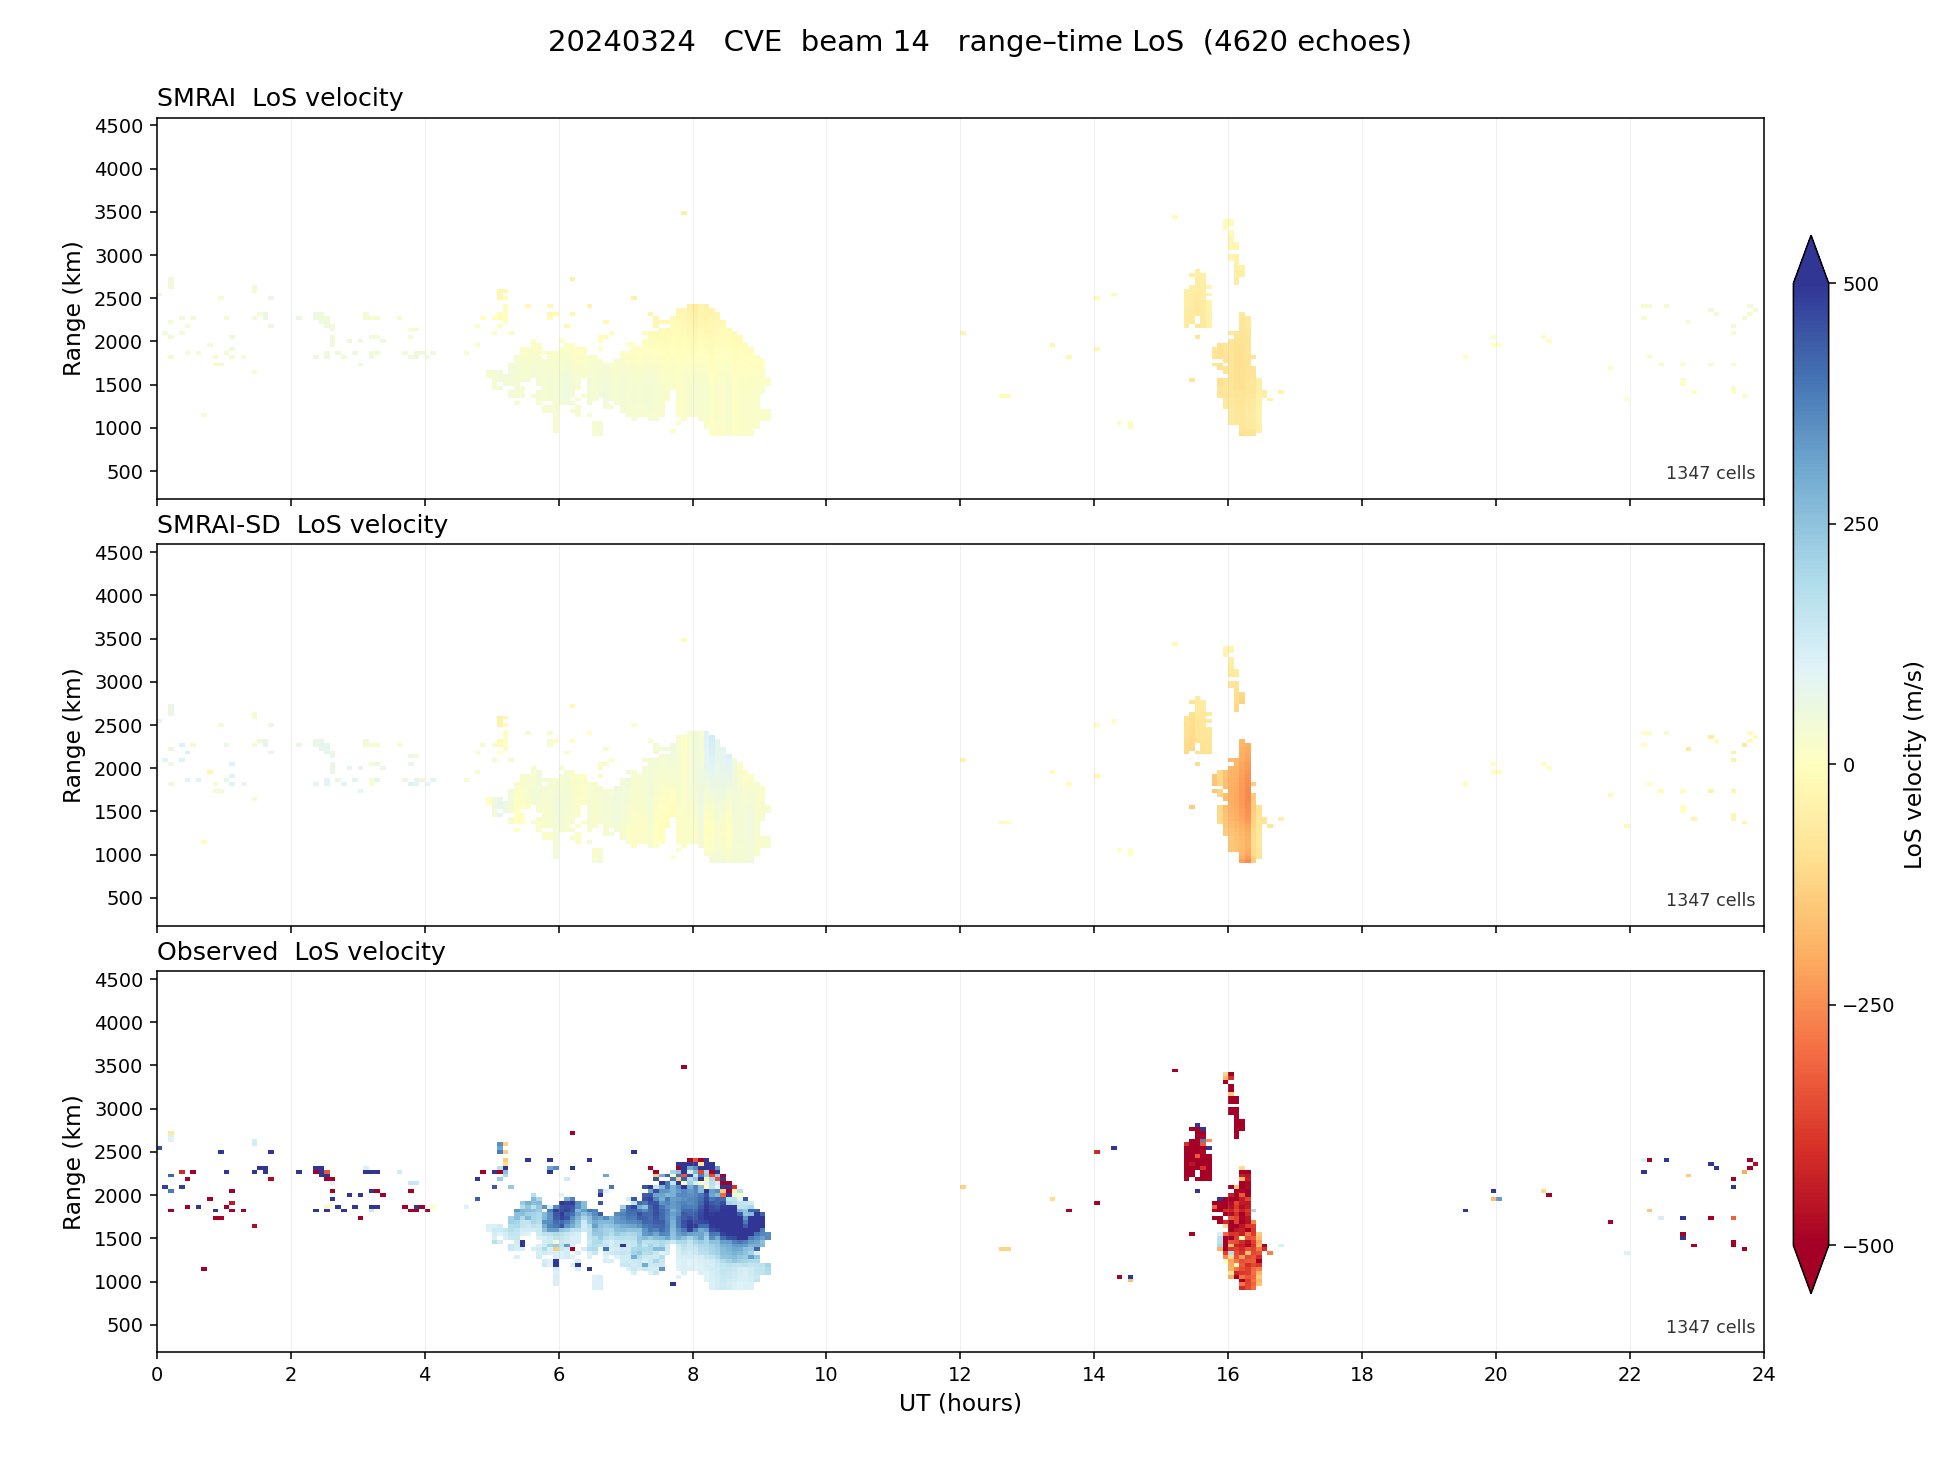 20240324   CVE  beam 14   range–time LoS  (4620 echoes)
SMRAI  LoS velocity
4500
4000
3500
3000
2500
2000
1500
1000
500
Range (km)
1347 cells
SMRAI-SD  LoS velocity
4500
4000
3500
3000
2500
2000
1500
1000
500
Range (km)
1347 cells
Observed  LoS velocity
4500
4000
3500
3000
2500
2000
1500
1000
500
Range (km)
1347 cells
0 2 4 6 8 10 12 14 16 18 20 22 24
UT (hours)
500
250
0
−250
−500
LoS velocity (m/s)